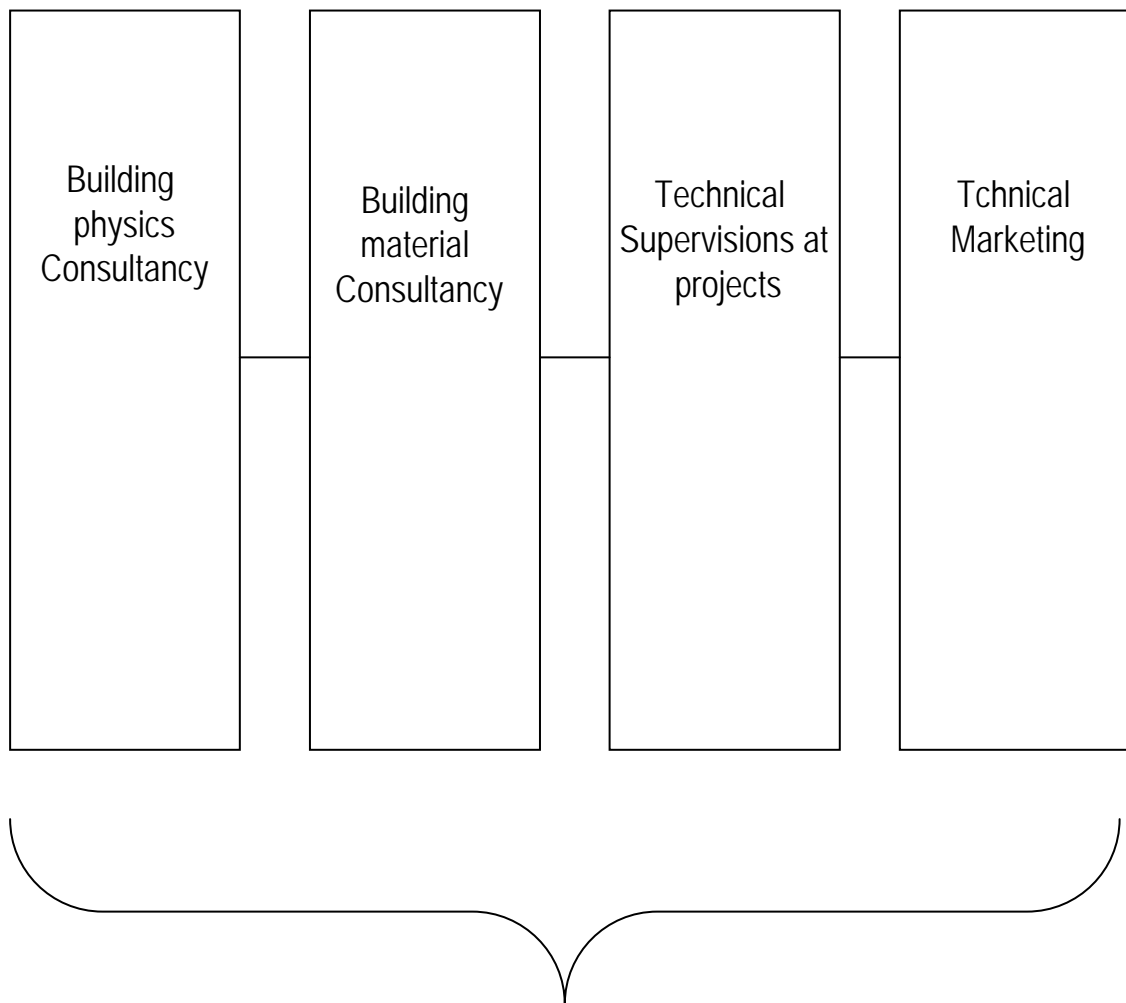 Building
physics
Consultancy
Building
material
Consultancy
Technical
Supervisions at
projects
Tchnical
Marketing